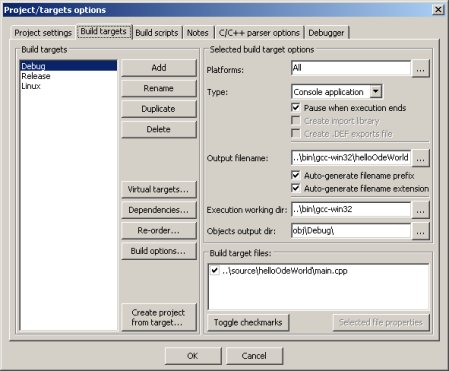 Project/targets options
Project settings Build targets Build scripts Notes C/C++ parser options Debugger
Build targets
Debug
Release
Linux
Add
Rename
Duplicate
Delete
Virtual targets...
Dependencies...
Re-order...
Build options...
Create project
from target...
Selected build target options
Platforms: All ...
Type: Console application
Pause when execution ends
Create import library
Create .DEF exports file
Output filename: ..\bin\gcc-win32\helloOdeWorld ...
Auto-generate filename prefix
Auto-generate filename extension
Execution working dir: ..\bin\gcc-win32 ...
Objects output dir: obj\Debug\ ...
Build target files:
..\source\helloOdeWorld\main.cpp
Toggle checkmarks Selected file properties
OK Cancel